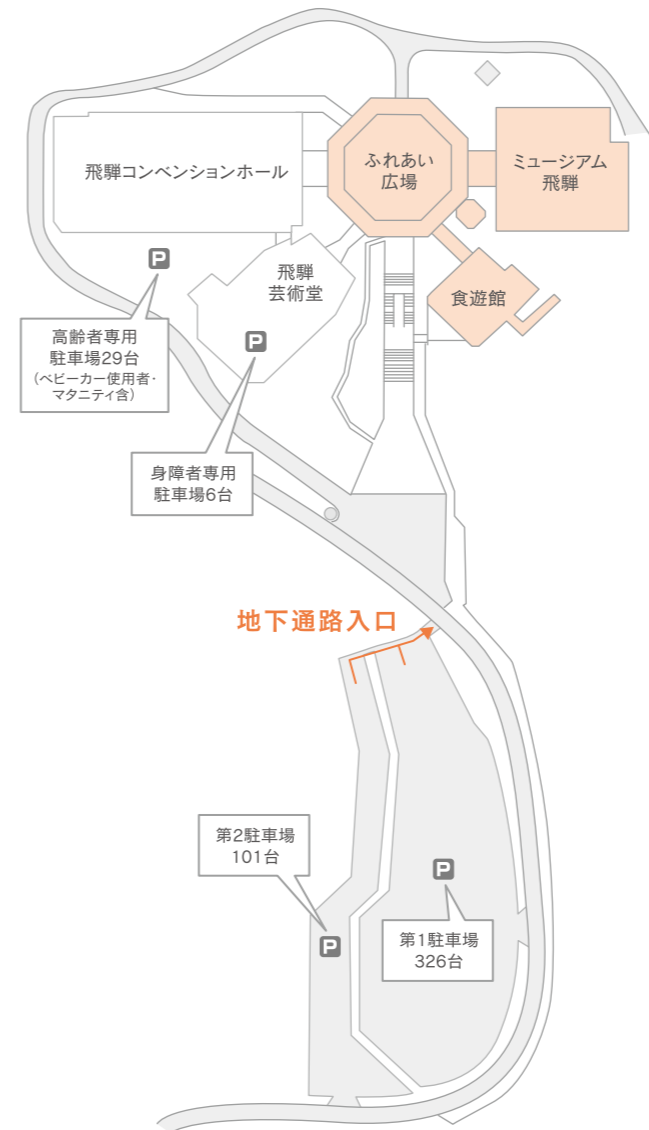 飛騨コンベンションホール
ふれあい
広場
ミュージアム
飛騨
飛騨
芸術堂
食遊館
P
高齢者専用
駐車場29台
(ベビーカー使用者・
マタニティ含)
P
身障者専用
駐車場6台
地下通路入口
第2駐車場
101台
P
P
第1駐車場
326台